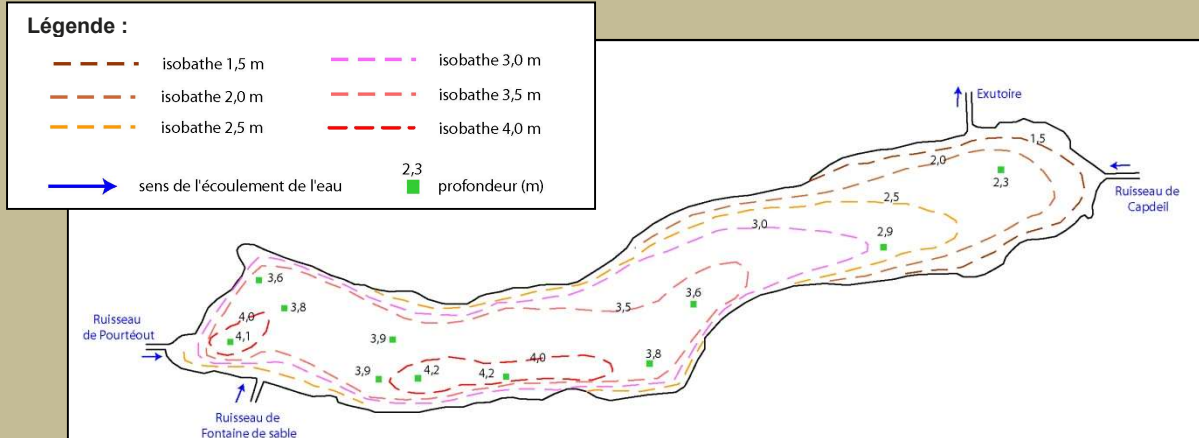 Légende :
isobathe 1,5 m
isobathe 2,0 m
isobathe 2,5 m
isobathe 3,0 m
isobathe 3,5 m
isobathe 4,0 m
sens de l'écoulement de l'eau
2,3
profondeur (m)
Exutoire
1,5
2,0
2,3
Ruisseau de
Capdeil
2,5
3,0
2,9
3,6
3,8
3,5
3,6
4,0
4,1
Ruisseau
de Pourtéout
3,9
3,9
4,2
4,2
4,0
3,8
Ruisseau de
Fontaine de sable